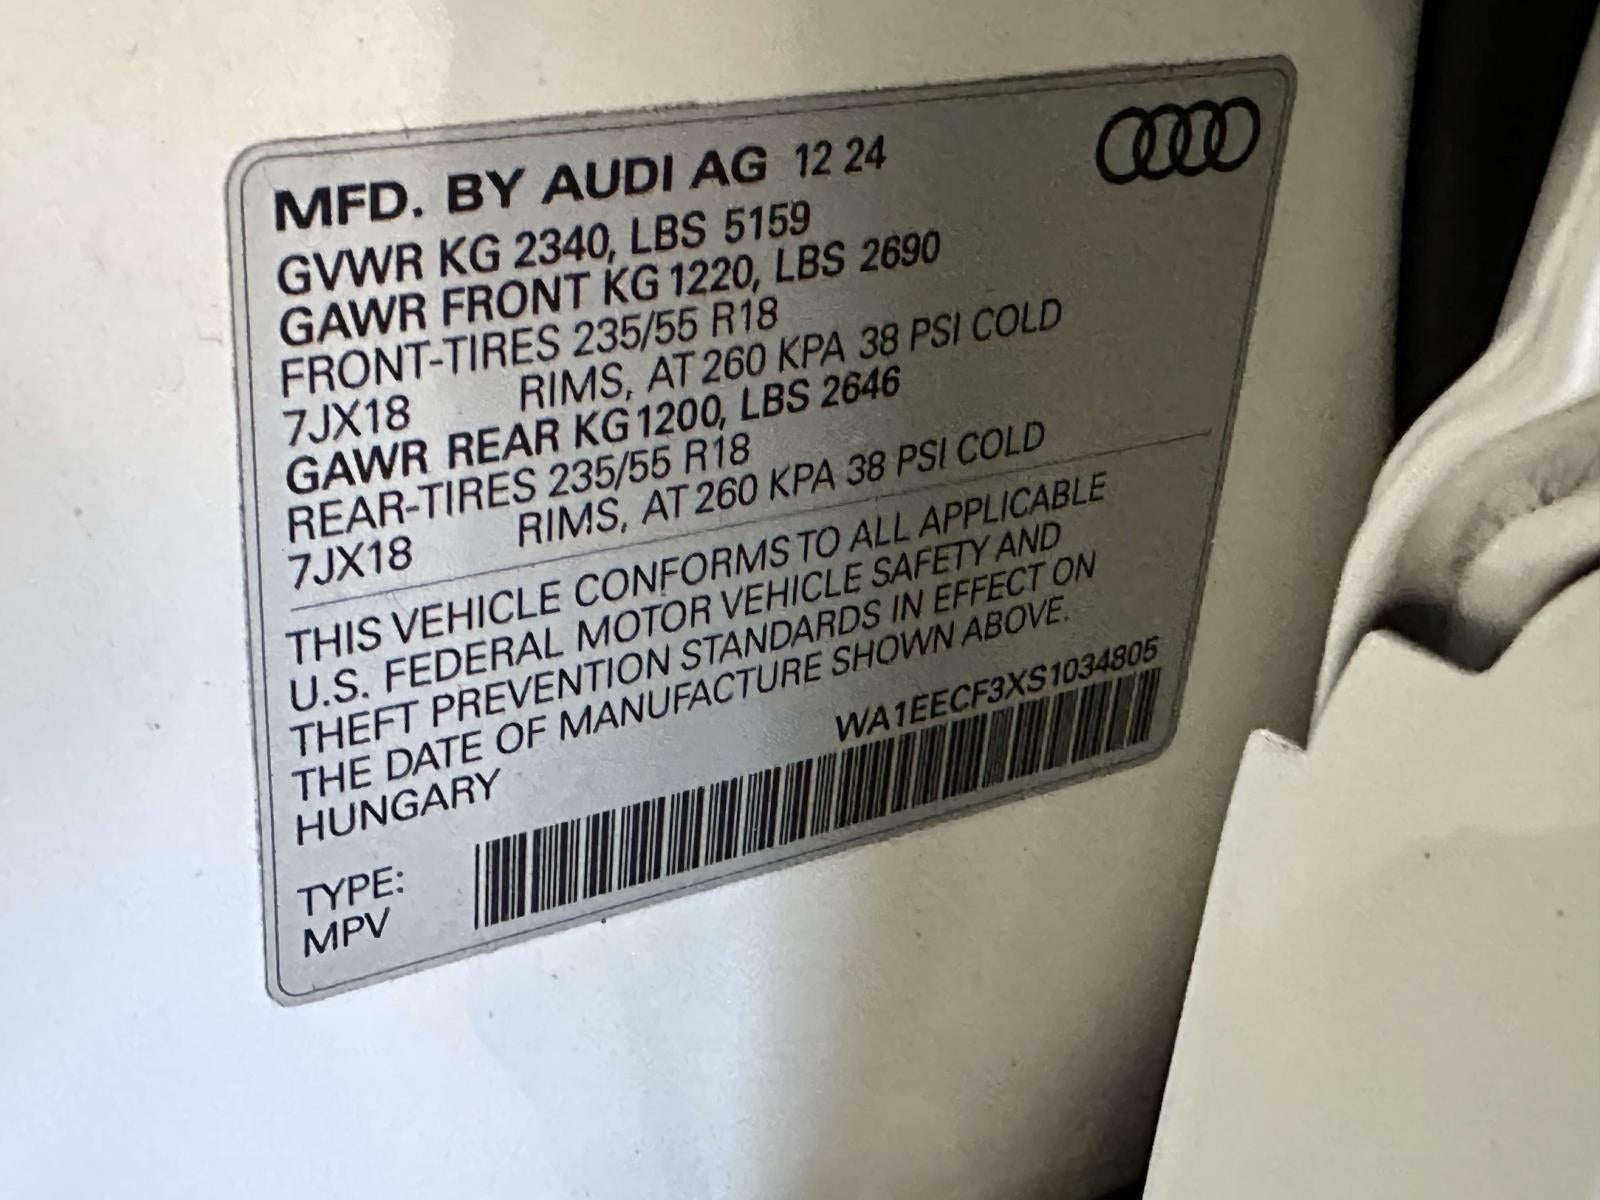 MFD. BY AUDI AG 12 24
GVWR KG 2340, LBS 5159
GAWR FRONT KG 1220, LBS 2690
FRONT-TIRES 235/55 R18
7JX18 RIMS, AT 260 KPA 38 PSI COLD
GAWR REAR KG 1200, LBS 2646
REAR-TIRES 235/55 R18
7JX18 RIMS, AT 260 KPA 38 PSI COLD
THIS VEHICLE CONFORMS TO ALL APPLICABLE
U.S. FEDERAL MOTOR VEHICLE SAFETY AND
THEFT PREVENTION STANDARDS IN EFFECT ON
THE DATE OF MANUFACTURE SHOWN ABOVE.
HUNGARY
WA1EECF3XS1034805
TYPE:
MPV